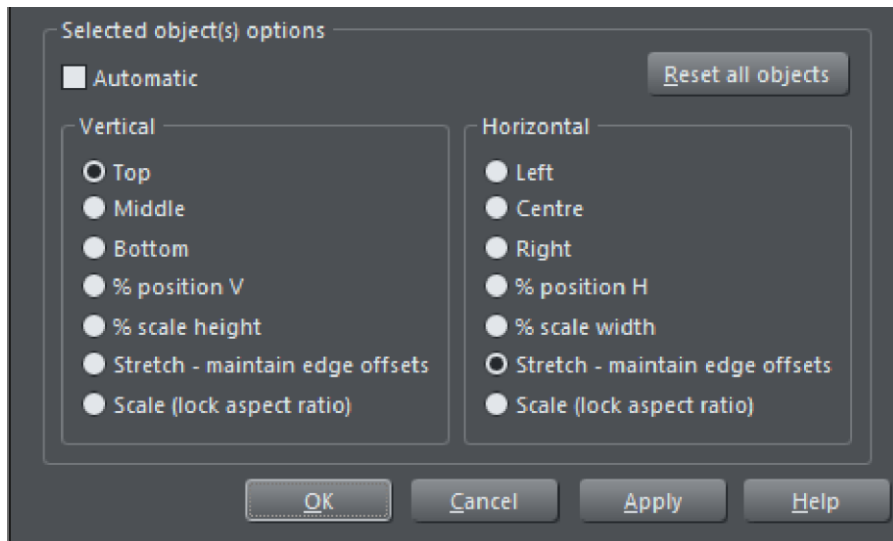 Selected object(s) options
Automatic
Reset all objects
Vertical
Top
Middle
Bottom
% position V
% scale height
Stretch - maintain edge offsets
Scale (lock aspect ratio)
Horizontal
Left
Centre
Right
% position H
% scale width
Stretch - maintain edge offsets
Scale (lock aspect ratio)
OK
Cancel
Apply
Help